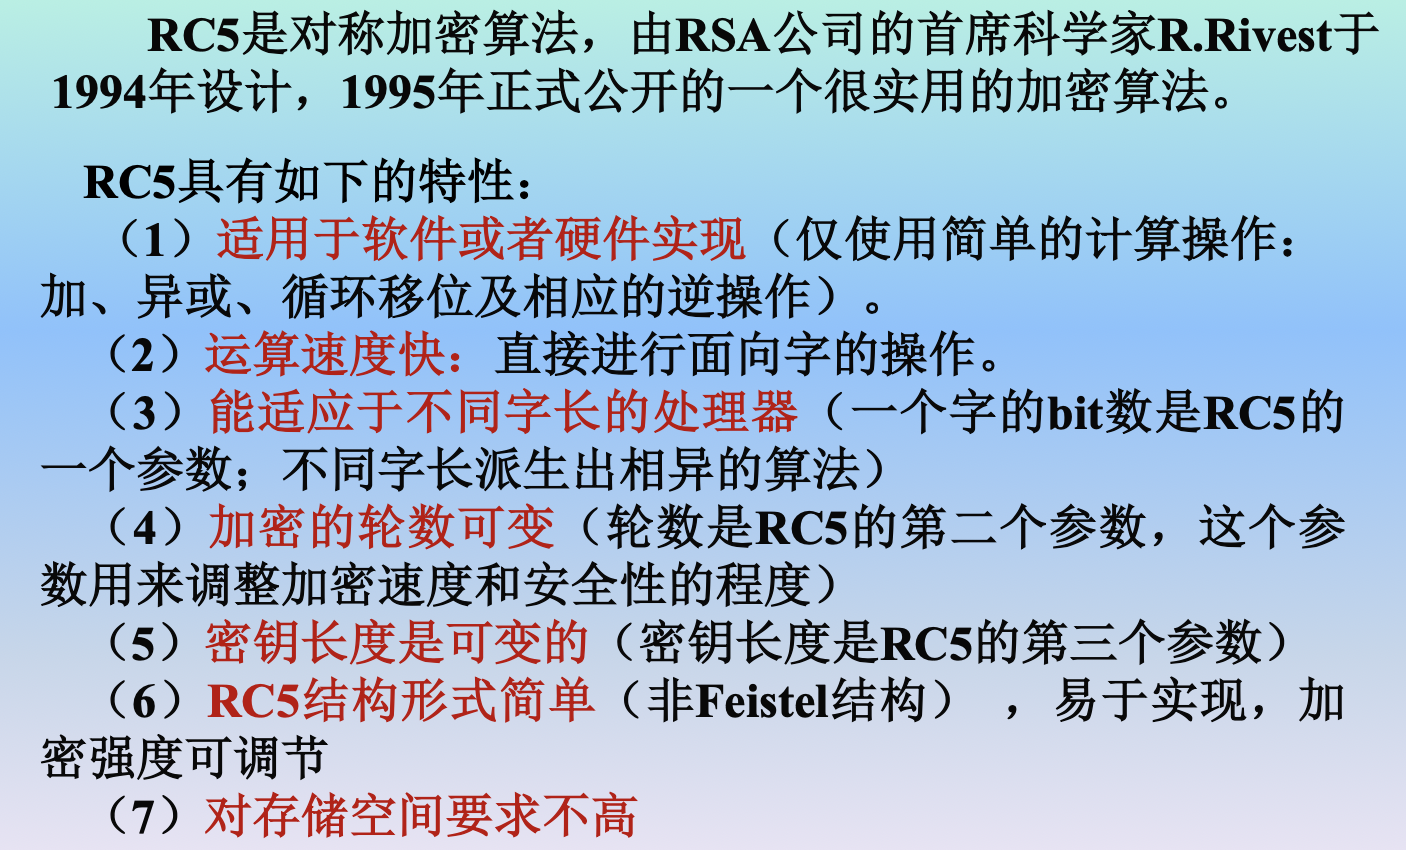 RC5是对称加密算法，由RSA公司的首席科学家R.Rivest于
1994年设计，1995年正式公开的一个很实用的加密算法。
RC5具有如下的特性：
（1）适用于软件或者硬件实现（仅使用简单的计算操作：
加、异或、循环移位及相应的逆操作）。
（2）运算速度快：直接进行面向字的操作。
（3）能适应于不同字长的处理器（一个字的bit数是RC5的
一个参数；不同字长派生出相异的算法）
（4）加密的轮数可变（轮数是RC5的第二个参数，这个参
数用来调整加密速度和安全性的程度）
（5）密钥长度是可变的（密钥长度是RC5的第三个参数）
（6）RC5结构形式简单（非Feistel结构），易于实现，加
密强度可调节
（7）对存储空间要求不高